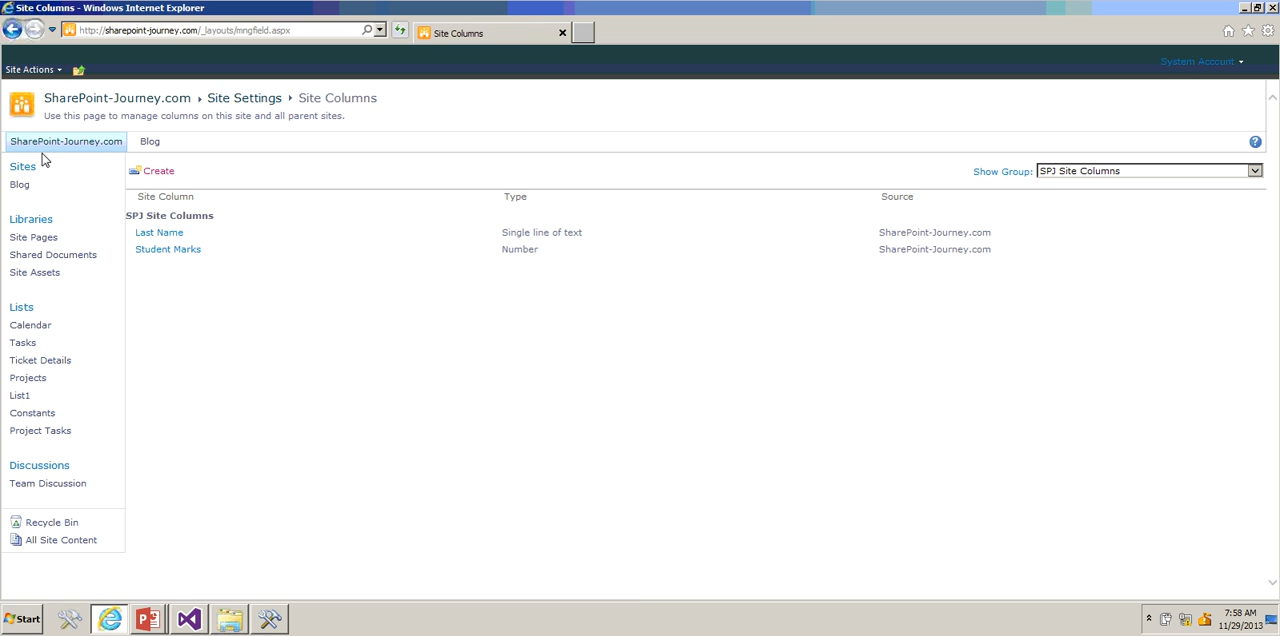 Site Columns - Windows Internet Explorer
http://sharepoint-journey.com/_layouts/mngfield.aspx
Site Columns
Site Actions
System Account
SharePoint-Journey.com ▸ Site Settings ▸ Site Columns
Use this page to manage columns on this site and all parent sites.
SharePoint-Journey.com Blog
Sites
Blog
Libraries
Site Pages
Shared Documents
Site Assets
Lists
Calendar
Tasks
Ticket Details
Projects
List1
Constants
Project Tasks
Discussions
Team Discussion
Recycle Bin
All Site Content
Create
Show Group: SPJ Site Columns
Site Column Type Source
SPJ Site Columns
Last Name Single line of text SharePoint-Journey.com
Student Marks Number SharePoint-Journey.com
Start
7:58 AM
11/29/2013